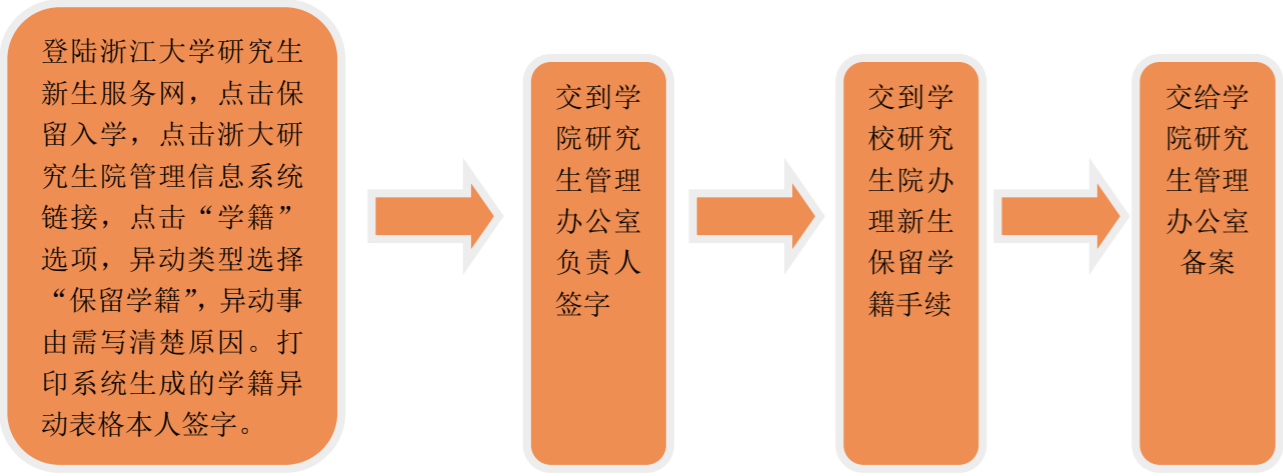 登陆浙江大学研究生
新生服务网，点击保
留入学，点击浙大研
究生院管理信息系统
链接，点击“学籍”
选项，异动类型选择
“保留学籍”，异动事
由需写清楚原因。打
印系统生成的学籍异
动表格本人签字。
交到学
院研究
生管理
办公室
负责人
签字
交到学
校研究
生院办
理新生
保留学
籍手续
交给学
院研究
生管理
办公室
备案